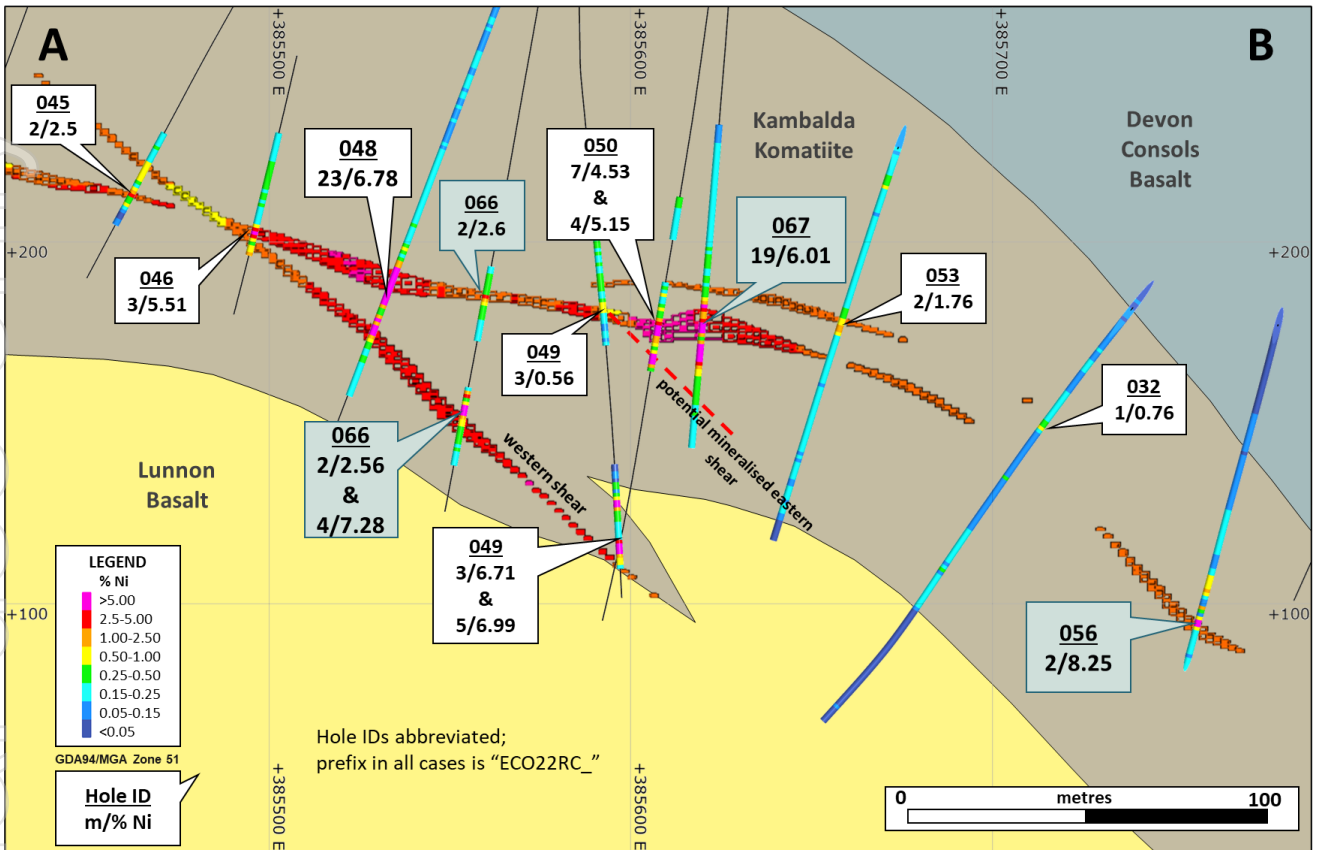 A
B
+385500 E
+385600 E
+385700 E
Kambalda
Komatiite
Devon
Consols
Basalt
045
2/2.5
048
23/6.78
050
7/4.53
&
4/5.15
066
2/2.6
067
19/6.01
+200
+200
046
3/5.51
053
2/1.76
049
3/0.56
032
1/0.76
potential mineralised eastern
shear
066
2/2.56
&
4/7.28
western shear
Lunnon
Basalt
049
3/6.71
&
5/6.99
LEGEND
% Ni
>5.00
2.5-5.00
1.00-2.50
0.50-1.00
0.25-0.50
0.15-0.25
0.05-0.15
<0.05
+100
+100
056
2/8.25
GDA94/MGA Zone 51
Hole ID
m/% Ni
Hole IDs abbreviated;
prefix in all cases is “ECO22RC_”
+385500 E
+385600 E
0 metres 100